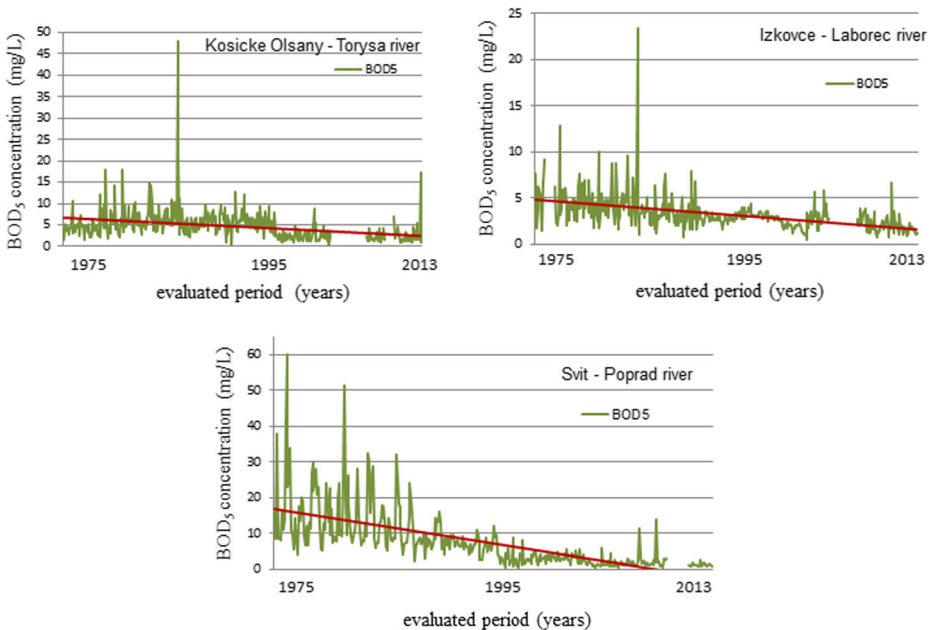 Kosicke Olsany - Torysa river
BOD5
BOD5 concentration (mg/L)
50
45
40
35
30
25
20
15
10
5
0
1975 1995 2013
evaluated period (years)
Izkovce - Laborec river
BOD5
BOD5 concentration (mg/L)
25
20
15
10
5
0
1975 1995 2013
evaluated period (years)
Svit - Poprad river
BOD5
BOD5 concentration (mg/L)
60
50
40
30
20
10
0
1975 1995 2013
evaluated period (years)